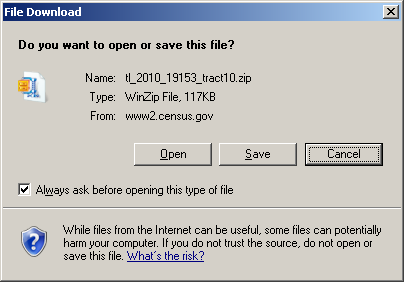 File Download
Do you want to open or save this file?
Name: tl_2010_19153_tract10.zip
Type: WinZip File, 117KB
From: www2.census.gov
Open Save Cancel
Always ask before opening this type of file
While files from the Internet can be useful, some files can potentially
harm your computer. If you do not trust the source, do not open or
save this file. What's the risk?